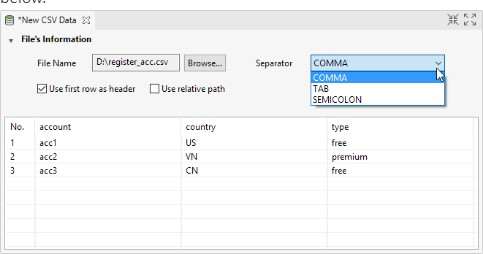 below.
*New CSV Data
File's Information
File Name D:\register_acc.csv Browse... Separator COMMA
COMMA
Use first row as header Use relative path TAB
SEMICOLON
No. account country type
1 acc1 US free
2 acc2 VN premium
3 acc3 CN free